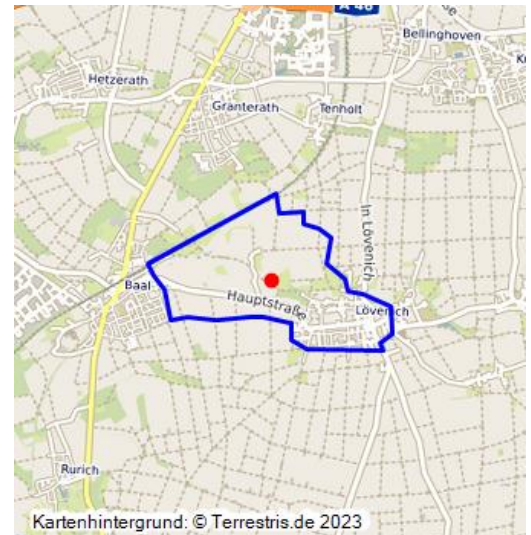 A 46
Bellinghoven
Hetzerath
Granterath
Tenholt
In Lövenich
Baal
Hauptstraße
Lövenich
Rurich
Kartenhintergrund: © Terrestris.de 2023